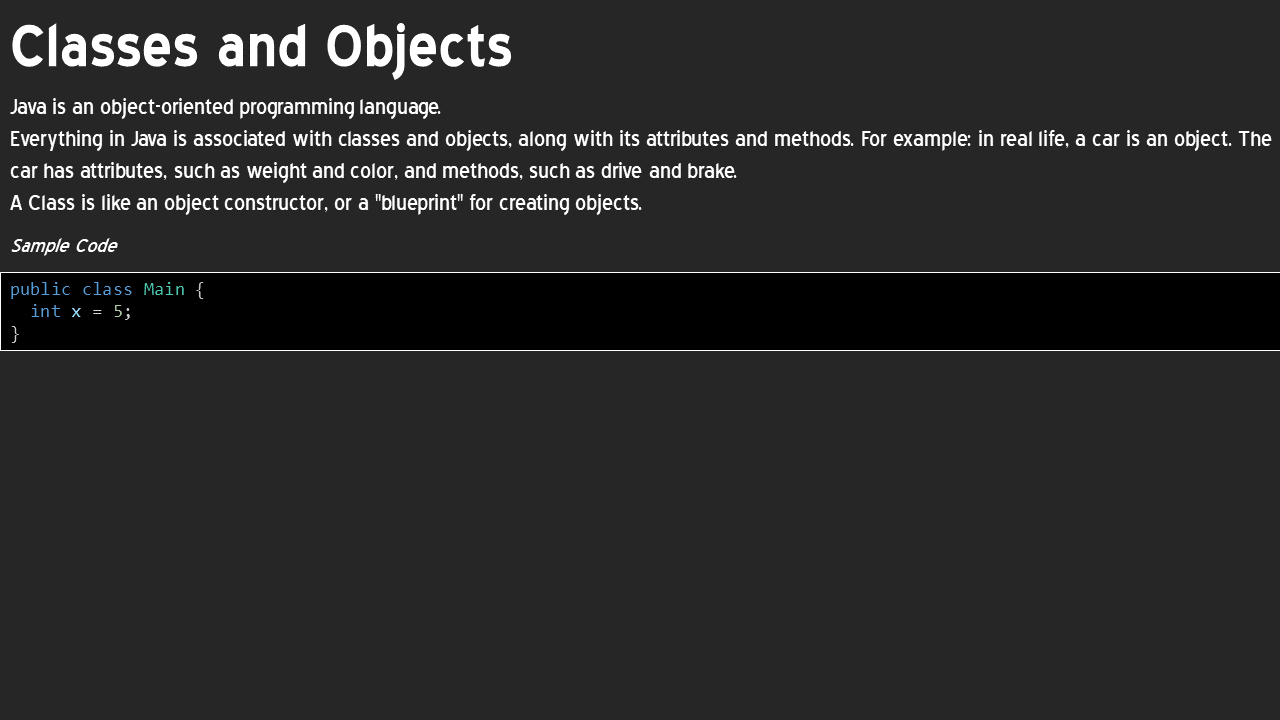 Classes and Objects
Java is an object-oriented programming language.
Everything in Java is associated with classes and objects, along with its attributes and methods. For example: in real life, a car is an object. The
car has attributes, such as weight and color, and methods, such as drive and brake.
A Class is like an object constructor, or a "blueprint" for creating objects.
Sample Code
public class Main {
  int x = 5;
}